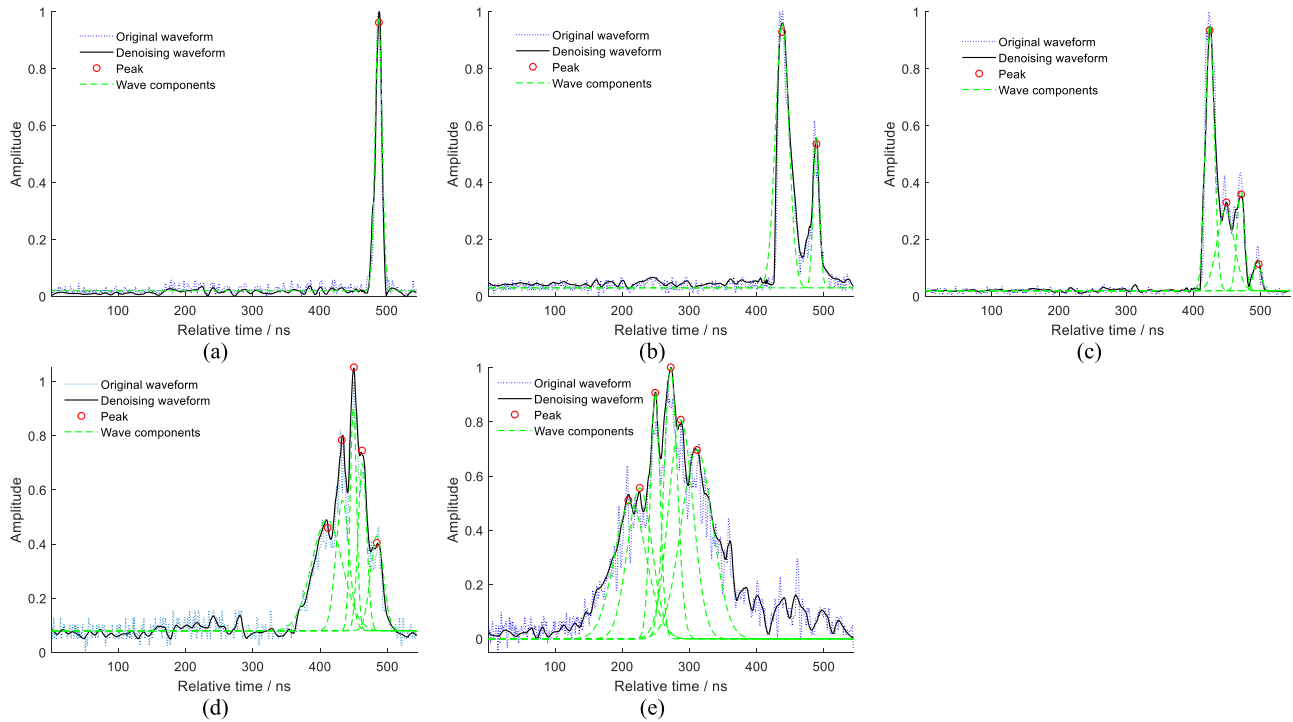 1
0.8
0.6
0.4
0.2
0
Amplitude
Original waveform
Denoising waveform
Peak
Wave components
100 200 300 400 500
Relative time / ns
(a)
1
0.8
0.6
0.4
0.2
0
Amplitude
Original waveform
Denoising waveform
Peak
Wave components
100 200 300 400 500
Relative time / ns
(b)
1
0.8
0.6
0.4
0.2
0
Amplitude
Original waveform
Denoising waveform
Peak
Wave components
100 200 300 400 500
Relative time / ns
(c)
1
0.8
0.6
0.4
0.2
0
Amplitude
Original waveform
Denoising waveform
Peak
Wave components
100 200 300 400 500
Relative time / ns
(d)
1
0.8
0.6
0.4
0.2
0
Amplitude
Original waveform
Denoising waveform
Peak
Wave components
100 200 300 400 500
Relative time / ns
(e)